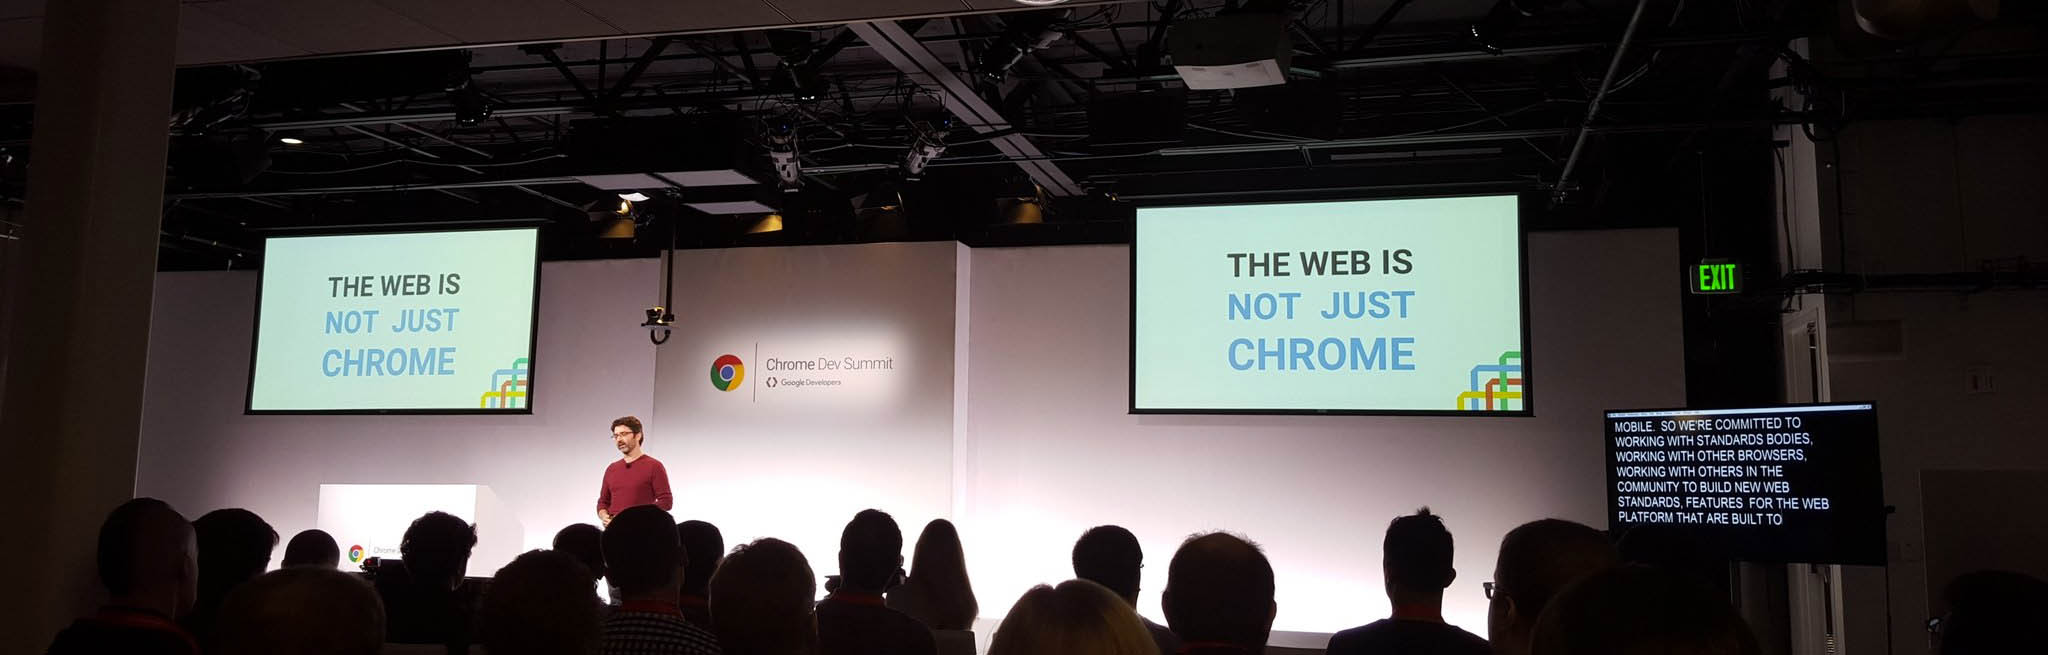 THE WEB IS
NOT JUST
CHROME
Chrome Dev Summit
Google Developers
THE WEB IS
NOT JUST
CHROME
EXIT
MOBILE. SO WE'RE COMMITTED TO
WORKING WITH STANDARDS BODIES,
WORKING WITH OTHER BROWSERS,
WORKING WITH OTHERS IN THE
COMMUNITY TO BUILD NEW WEB
STANDARDS, FEATURES FOR THE WEB
PLATFORM THAT ARE BUILT TO
Chrome